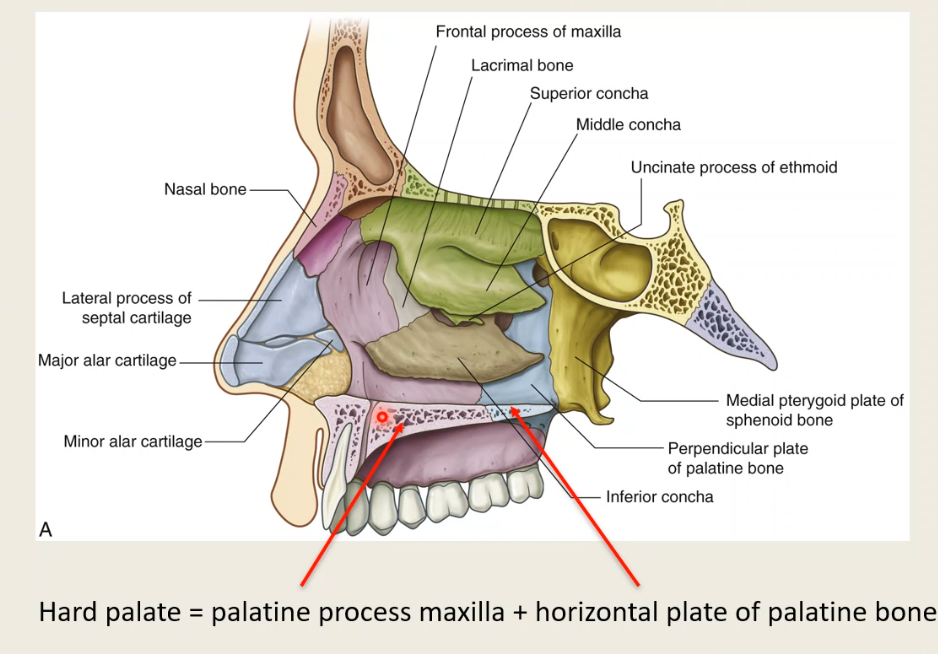 Frontal process of maxilla
Lacrimal bone
Superior concha
Middle concha
Uncinate process of ethmoid
Nasal bone
Lateral process of
septal cartilage
Major alar cartilage
Minor alar cartilage
Medial pterygoid plate of
sphenoid bone
Perpendicular plate
of palatine bone
Inferior concha
A
Hard palate = palatine process maxilla + horizontal plate of palatine bone